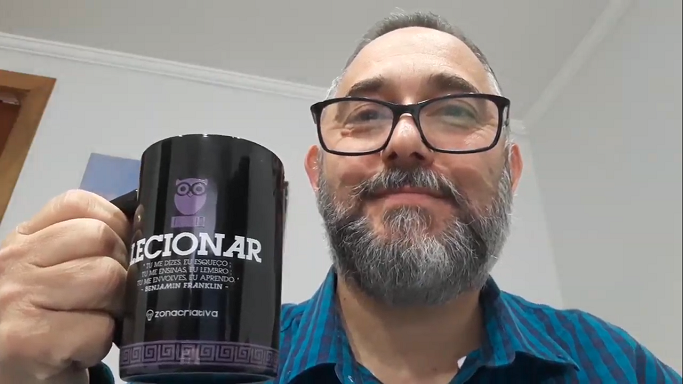 LECIONAR
"TU ME DIZES, EU ESQUEÇO.
TU ME ENSINAS, EU LEMBRO.
TU ME ENVOLVES, EU APRENDO."
- BENJAMIN FRANKLIN -
zonacriativa